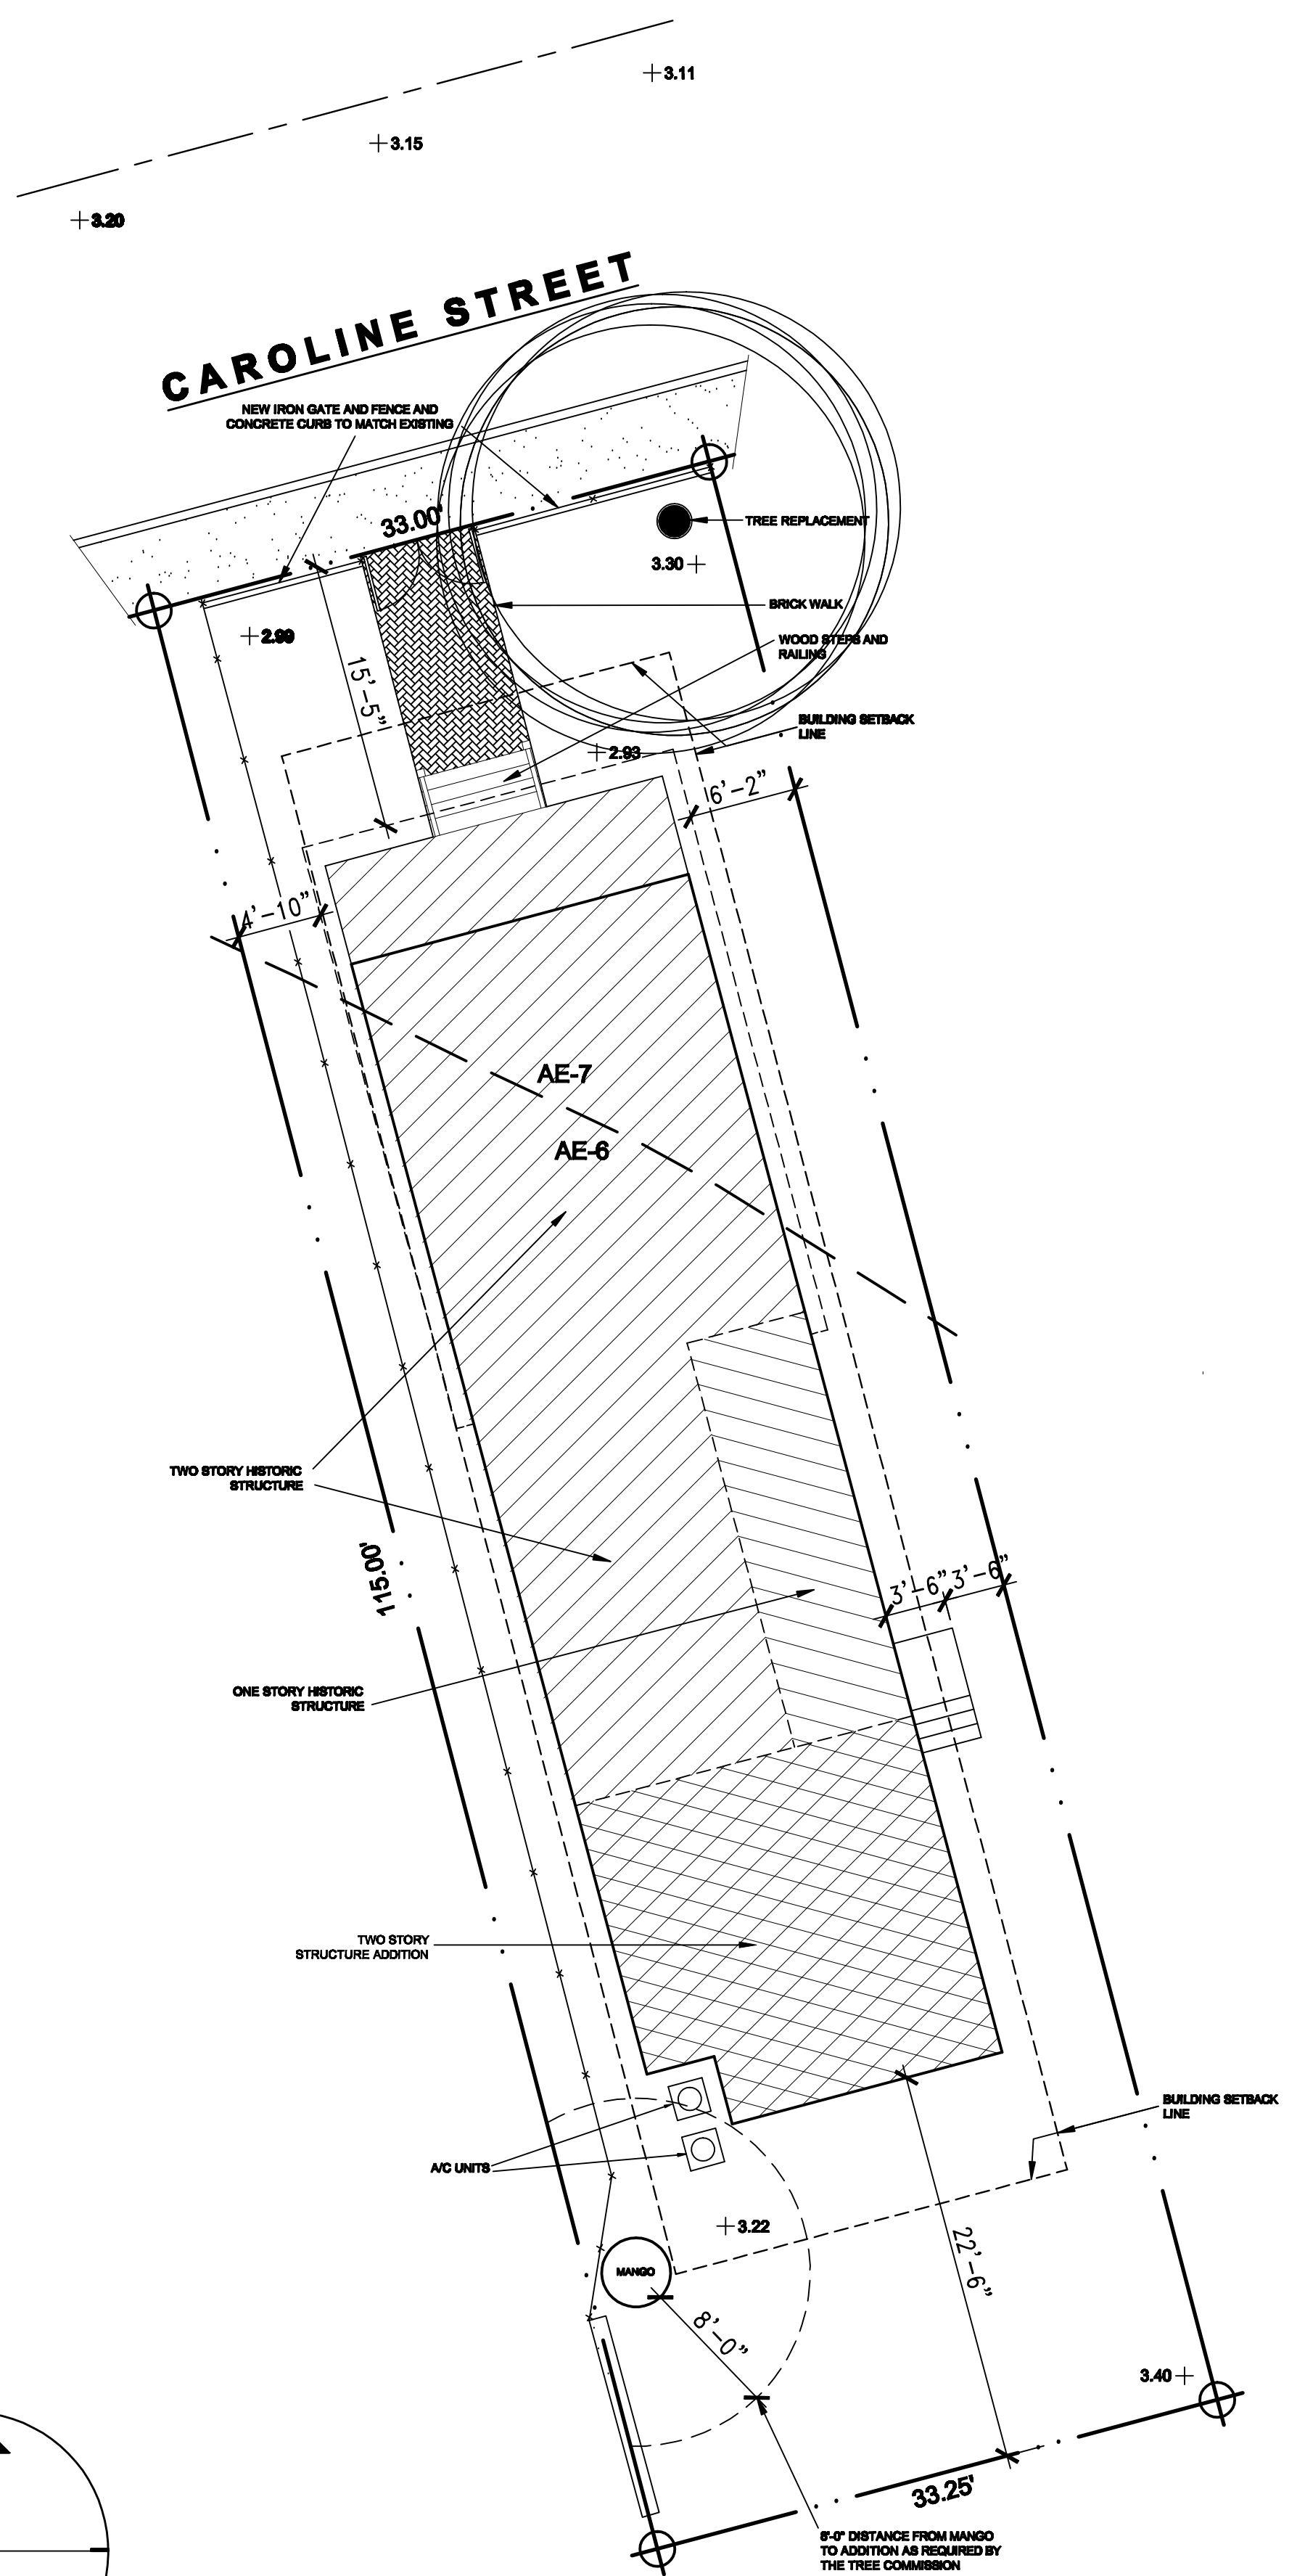 3.11
3.15
3.20
CAROLINE STREET
NEW IRON GATE AND FENCE AND
CONCRETE CURB TO MATCH EXISTING
33.00'
TREE REPLACEMENT
3.30
BRICK WALK
2.99
WOOD STEPS AND
RAILING
15'-5"
BUILDING SETBACK
LINE
2.93
6'-2"
4'-10"
AE-7
AE-6
TWO STORY HISTORIC
STRUCTURE
115.00'
3'-6"
3'-6"
ONE STORY HISTORIC
STRUCTURE
TWO STORY
STRUCTURE ADDITION
BUILDING SETBACK
LINE
A/C UNITS
3.22
MANGO
22'-6"
8'-0"
3.40
33.25'
8'-0" DISTANCE FROM MANGO
TO ADDITION AS REQUIRED BY
THE TREE COMMISSION